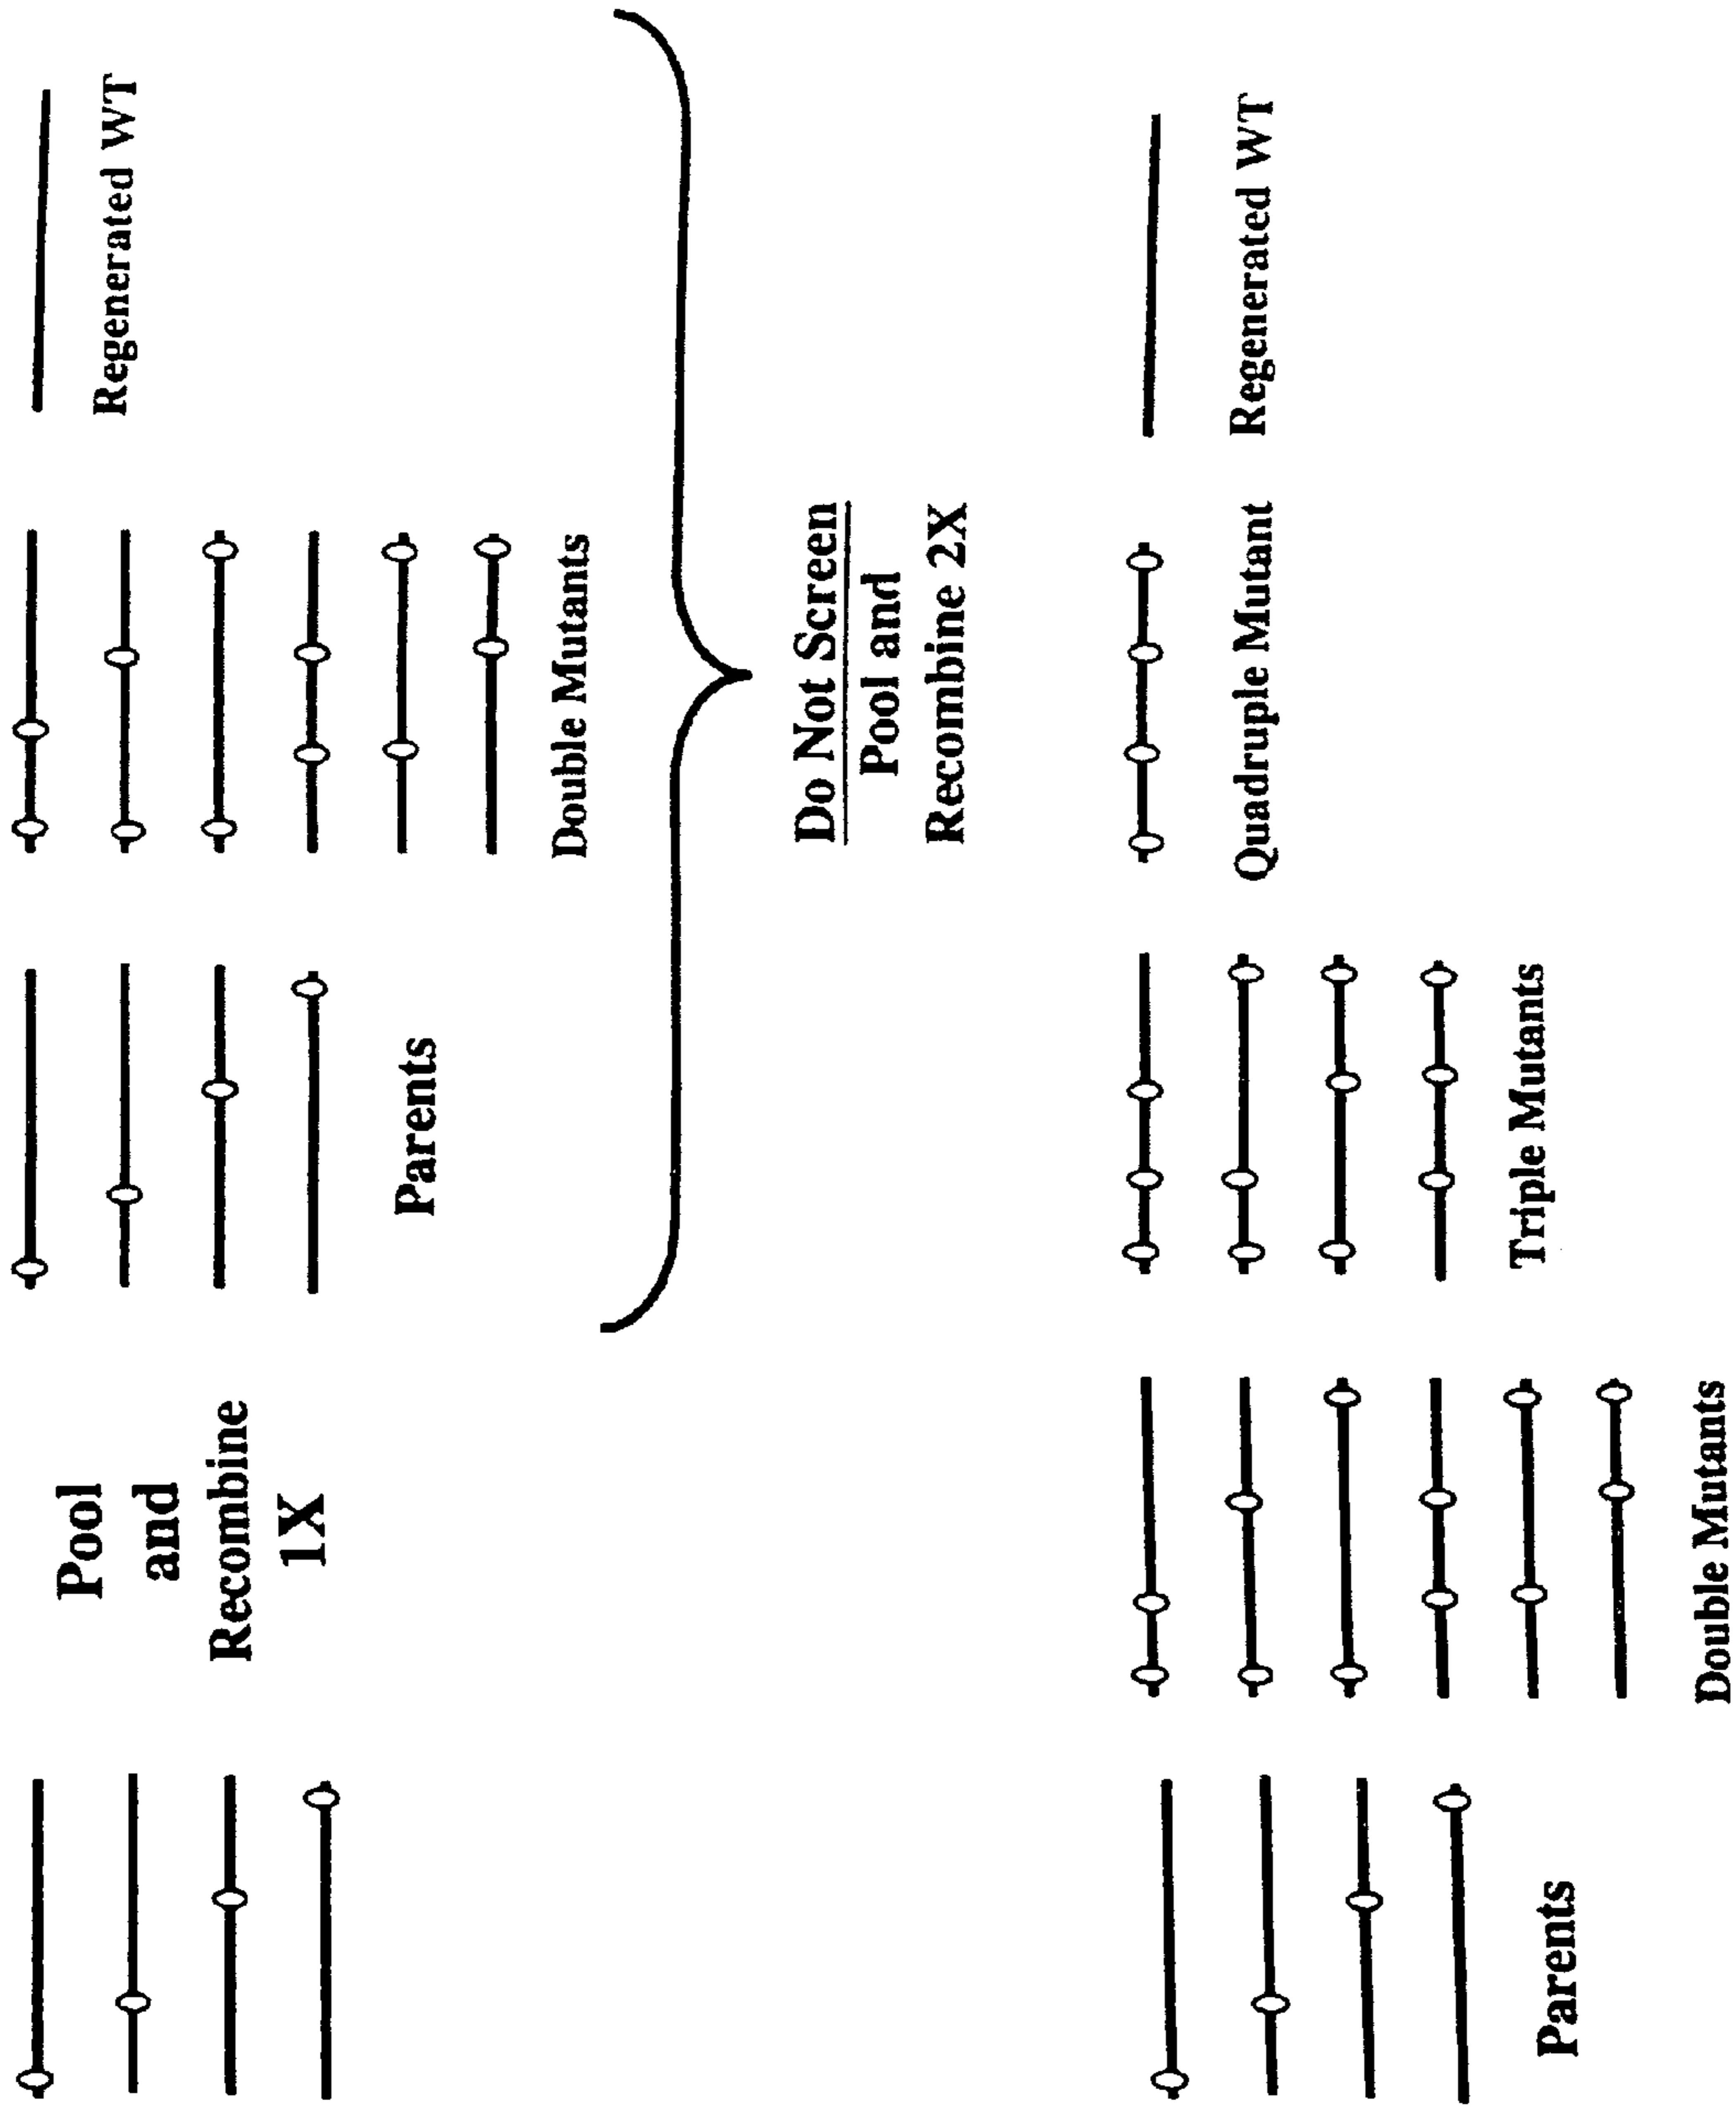 Pool
and
Recombine
1X
Parents
Double Mutants
Regenerated WT
Do Not Screen
Pool and
Recombine 2X
Parents
Double Mutants
Triple Mutants
Quadruple Mutant
Regenerated WT